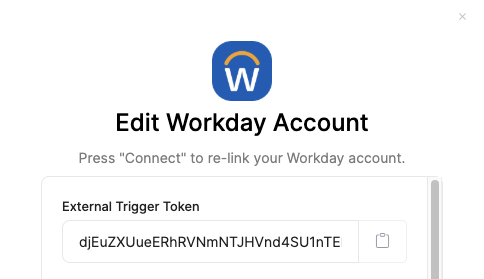 ×
W
Edit Workday Account
Press "Connect" to re-link your Workday account.
External Trigger Token
djEuZXUueERhRVNmNTJHVnd4SU1nTE